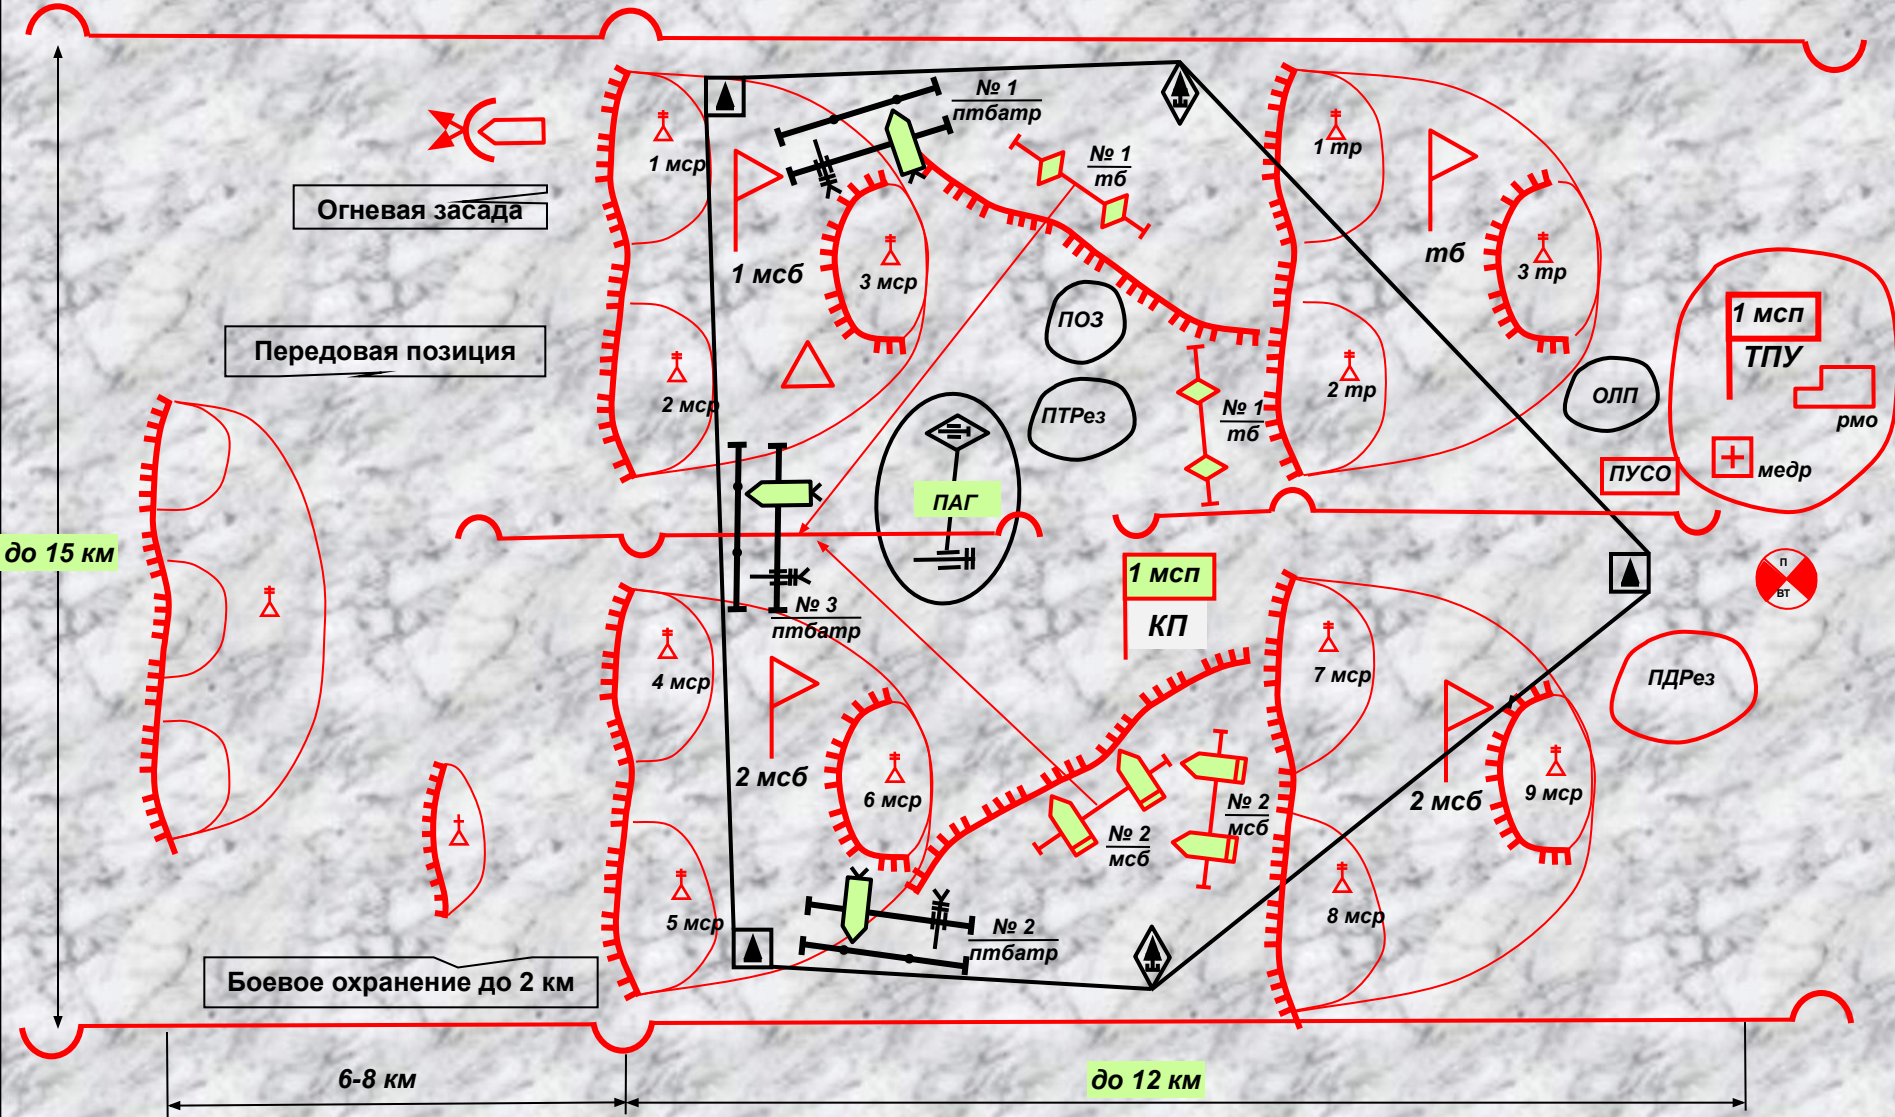 № 1
птбатр
1 мср
Огневая засада
№ 1
тб
1 тр
тб
3 тр
1 мсб
3 мср
ПОЗ
1 мсп
ТПУ
Передовая позиция
2 мср
ПТРез
№ 1
тб
2 тр
ОЛП
рмо
ПУСО
медр
ПАГ
до 15 км
№ 3
птбатр
1 мсп
КП
п
вт
4 мср
7 мср
ПДРез
2 мсб
6 мср
№ 2
мсб
№ 2
мсб
2 мсб
9 мср
5 мср
8 мср
№ 2
птбатр
Боевое охранение до 2 км
6-8 км
до 12 км